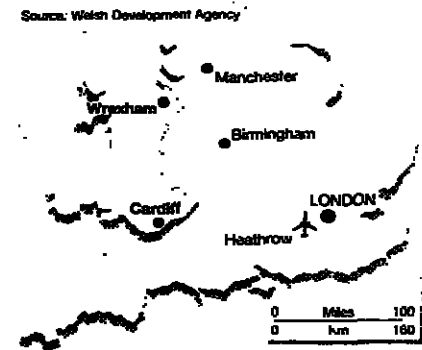 Source: Welsh Development Agency
Manchester
Wrexham
Birmingham
Cardiff
LONDON
Heathrow
0 Miles 100
0 km 160